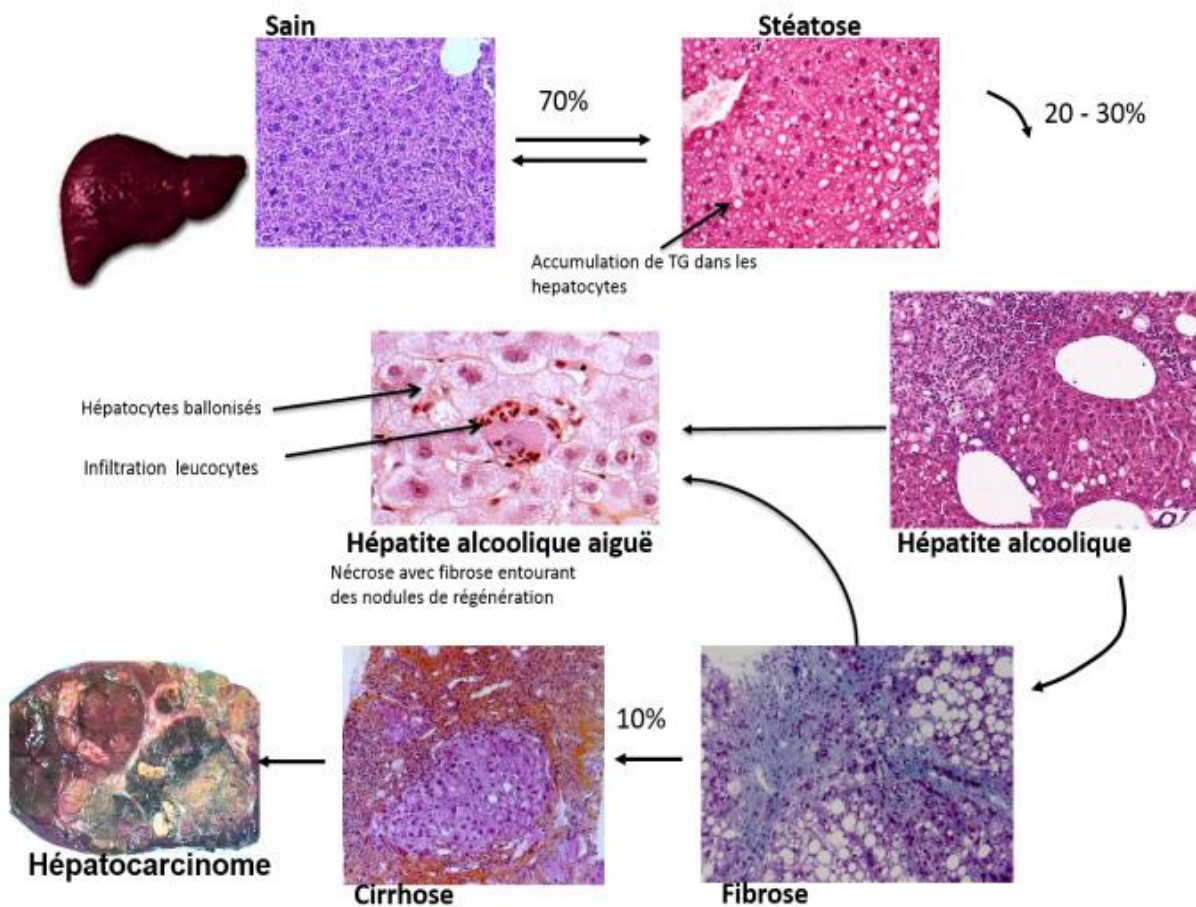 Sain
Stéatose
70%
20 - 30%
Accumulation de TG dans les
hepatocytes
Hépatocytes ballonisés
Infiltration leucocytes
Hépatite alcoolique aiguë
Nécrose avec fibrose entourant
des nodules de régénération
Hépatite alcoolique
10%
Hépatocarcinome
Cirrhose
Fibrose